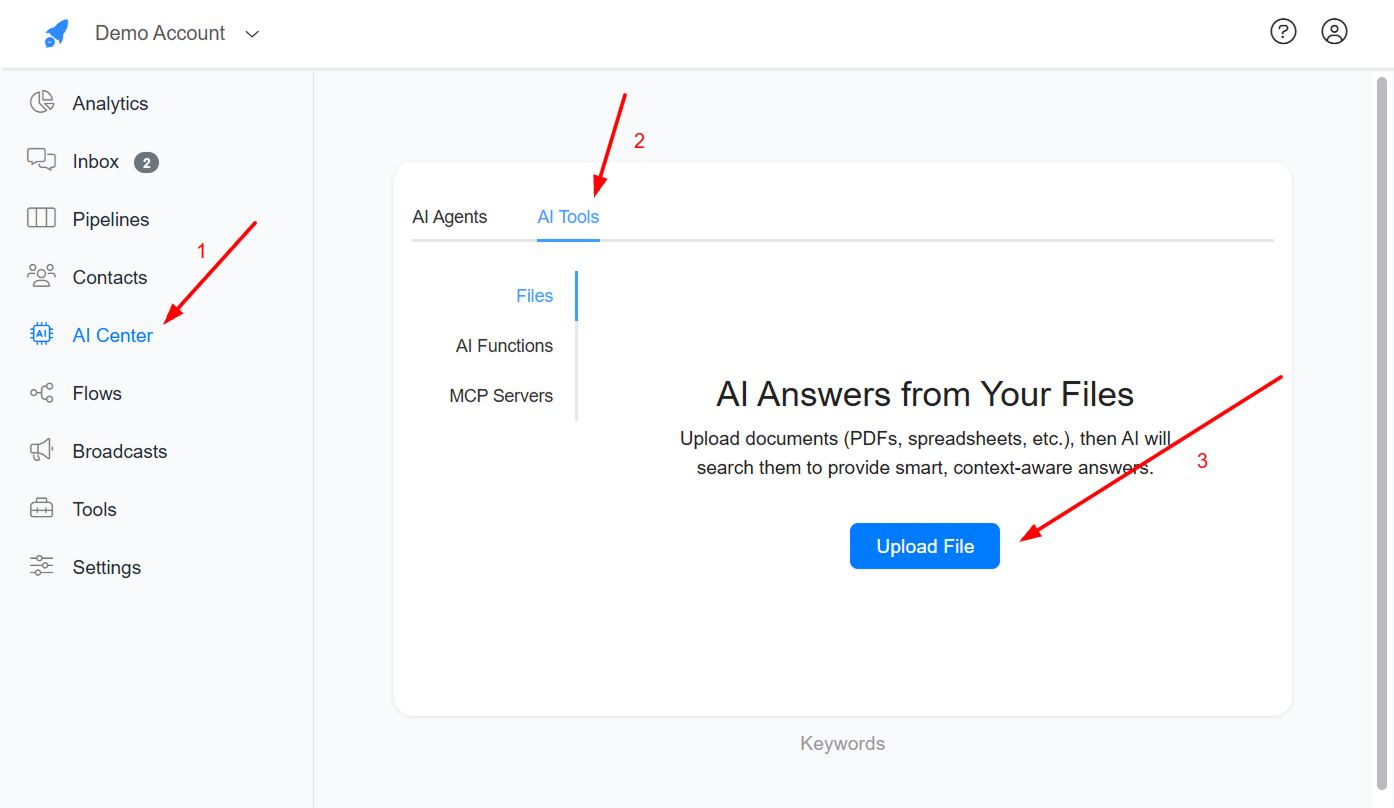 Demo Account
Analytics
Inbox 2
Pipelines
Contacts
AI Center
Flows
Broadcasts
Tools
Settings
1
2
AI Agents AI Tools
Files
AI Functions
MCP Servers
AI Answers from Your Files
Upload documents (PDFs, spreadsheets, etc.), then AI will
search them to provide smart, context-aware answers.
3
Upload File
Keywords